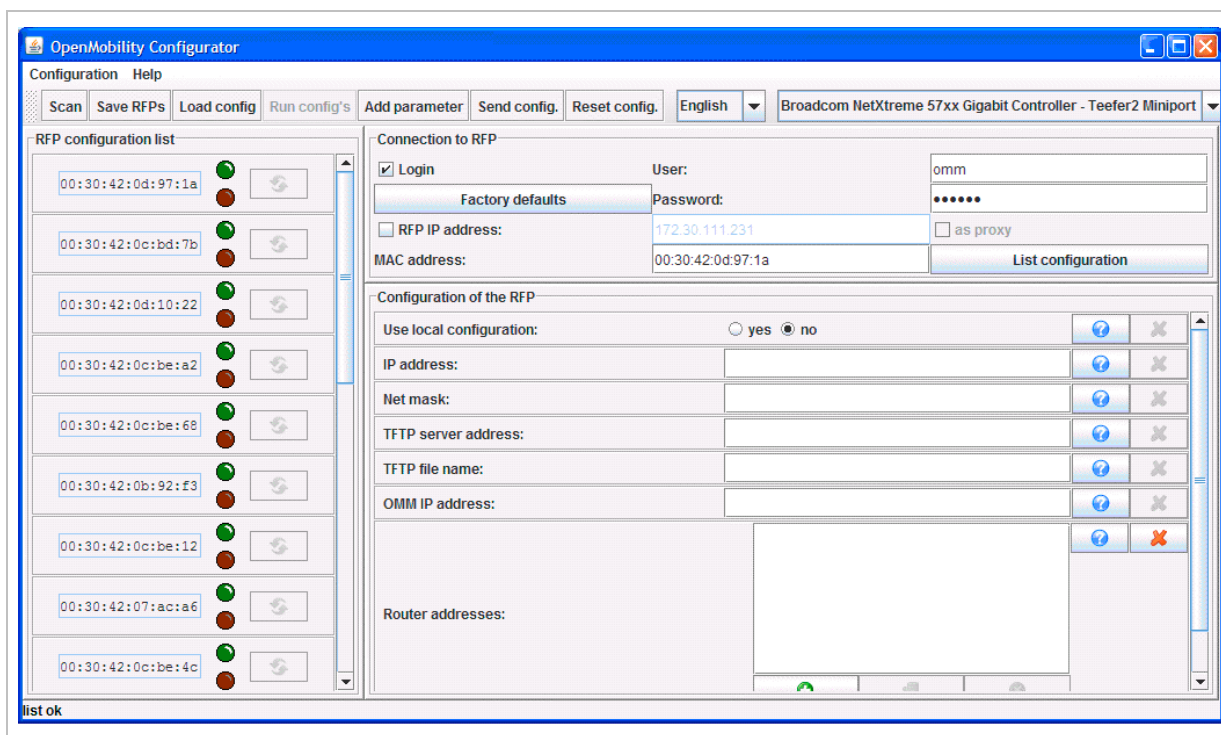 OpenMobility Configurator
Configuration Help
Scan Save RFPs Load config Run config's Add parameter Send config. Reset config. English Broadcom NetXtreme 57xx Gigabit Controller - Teefer2 Miniport
RFP configuration list
00:30:42:0d:97:1a
00:30:42:0c:bd:7b
00:30:42:0d:10:22
00:30:42:0c:be:a2
00:30:42:0c:be:68
00:30:42:0b:92:f3
00:30:42:0c:be:12
00:30:42:07:ac:a6
00:30:42:0c:be:4c
Connection to RFP
Login User: omm
Factory defaults Password: ••••••
RFP IP address: 172.30.111.231 as proxy
MAC address: 00:30:42:0d:97:1a List configuration
Configuration of the RFP
Use local configuration: yes no
IP address:
Net mask:
TFTP server address:
TFTP file name:
OMM IP address:
Router addresses:
list ok